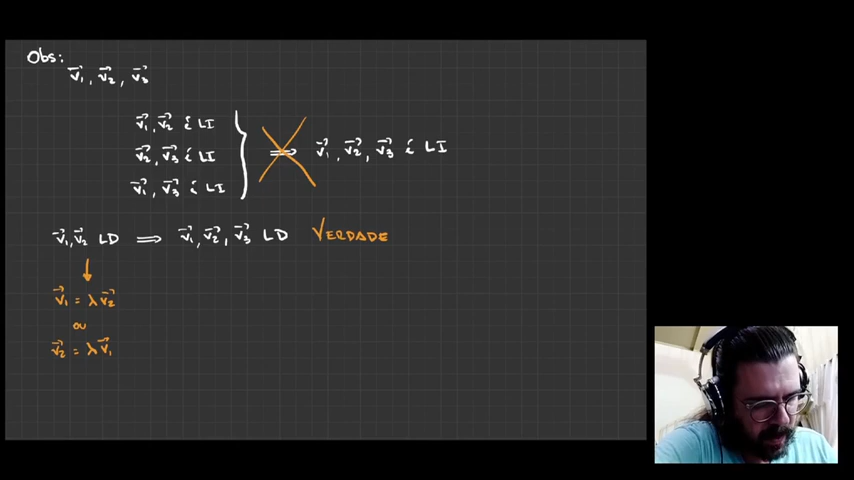 Obs:
v⃗1, v⃗2, v⃗3
v⃗1, v⃗2 é LI
v⃗2, v⃗3 é LI
v⃗1, v⃗3 é LI
⟹ v⃗1, v⃗2, v⃗3 é LI
v⃗1, v⃗2 LD ⟹ v⃗1, v⃗2, v⃗3 LD VERDADE
v⃗1 = λv⃗2
ou
v⃗2 = λv⃗1